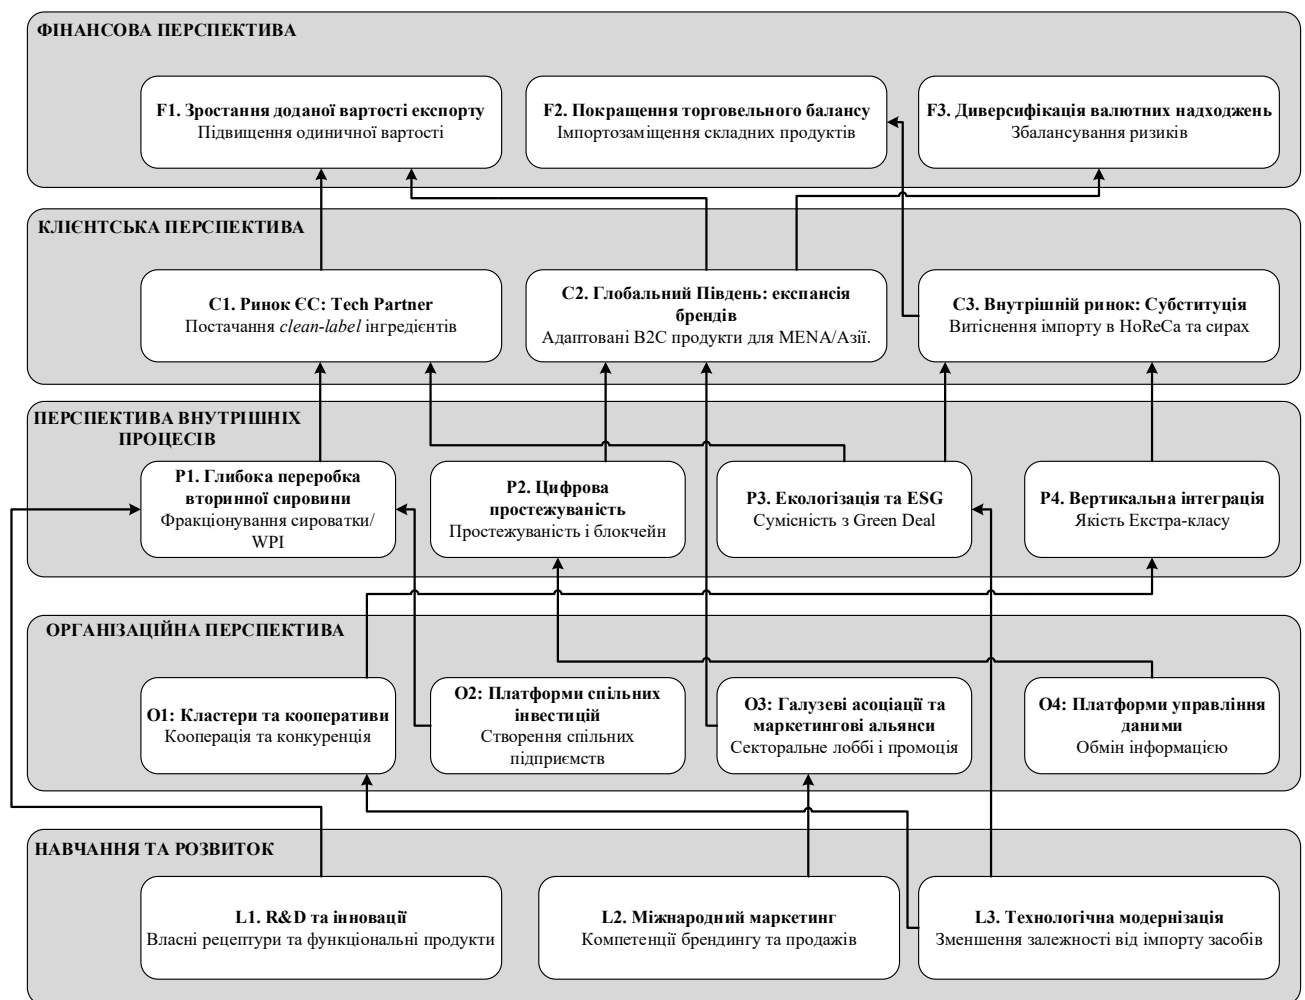 ФІНАНСОВА ПЕРСПЕКТИВА
F1. Зростання доданої вартості експорту
Підвищення одиничної вартості
F2. Покращення торговельного балансу
Імпортозаміщення складних продуктів
F3. Диверсифікація валютних надходжень
Збалансування ризиків
КЛІЄНТСЬКА ПЕРСПЕКТИВА
C1. Ринок ЄС: Tech Partner
Постачання clean-label інгредієнтів
C2. Глобальний Південь: експансія
брендів
Адаптовані B2C продукти для MENA/Азії.
C3. Внутрішній ринок: Субституція
Витіснення імпорту в HoReCa та сирах
ПЕРСПЕКТИВА ВНУТРІШНІХ
ПРОЦЕСІВ
P1. Глибока переробка
вторинної сировини
Фракціонування сироватки/
WPI
P2. Цифрова
простежуваність
Простежуваність і блокчейн
P3. Екологізація та ESG
Сумісність з Green Deal
P4. Вертикальна інтеграція
Якість Екстра-класу
ОРГАНІЗАЦІЙНА ПЕРСПЕКТИВА
O1: Кластери та кооперативи
Кооперація та конкуренція
O2: Платформи спільних
інвестицій
Створення спільних
підприємств
O3: Галузеві асоціації та
маркетингові альянси
Секторальне лоббі і промоція
O4: Платформи управління
даними
Обмін інформацією
НАВЧАННЯ ТА РОЗВИТОК
L1. R&D та інновації
Власні рецептури та функціональні продукти
L2. Міжнародний маркетинг
Компетенції брендингу та продажів
L3. Технологічна модернізація
Зменшення залежності від імпорту засобів